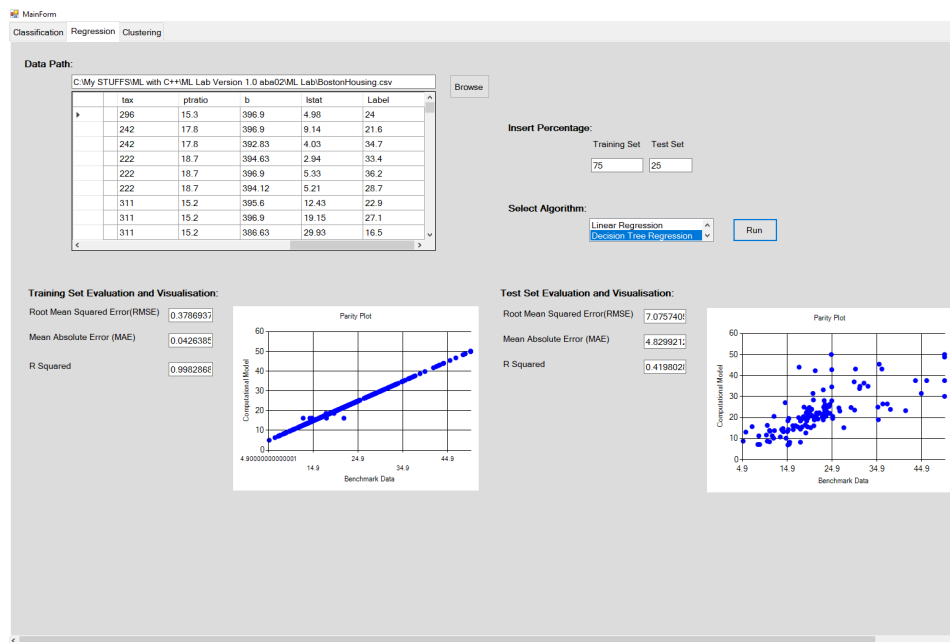 MainForm
Classification Regression Clustering
Data Path:
C:\My STUFFS\ML with C++\ML Lab Version 1.0 aba02\ML Lab\BostonHousing.csv
Browse
tax ptratio b lstat Label
296 15.3 396.9 4.98 24
242 17.8 396.9 9.14 21.6
242 17.8 392.83 4.03 34.7
222 18.7 394.63 2.94 33.4
222 18.7 396.9 5.33 36.2
222 18.7 394.12 5.21 28.7
311 15.2 395.6 12.43 22.9
311 15.2 396.9 19.15 27.1
311 15.2 386.63 29.93 16.5
Insert Percentage:
Training Set Test Set
75 25
Select Algorithm:
Linear Regression
Decision Tree Regression
Run
Training Set Evaluation and Visualisation:
Root Mean Squared Error(RMSE) 0.3786937
Mean Absolute Error (MAE) 0.0426385
R Squared 0.9982868
Parity Plot
60
50
40
30
20
10
0
Computational Model
4.90000000000001 24.9 44.9
14.9 34.9
Benchmark Data
Test Set Evaluation and Visualisation:
Root Mean Squared Error(RMSE) 7.075740
Mean Absolute Error (MAE) 4.829921
R Squared 0.419802
Parity Plot
60
50
40
30
20
10
0
Computational Model
4.9 14.9 24.9 34.9 44.9
Benchmark Data